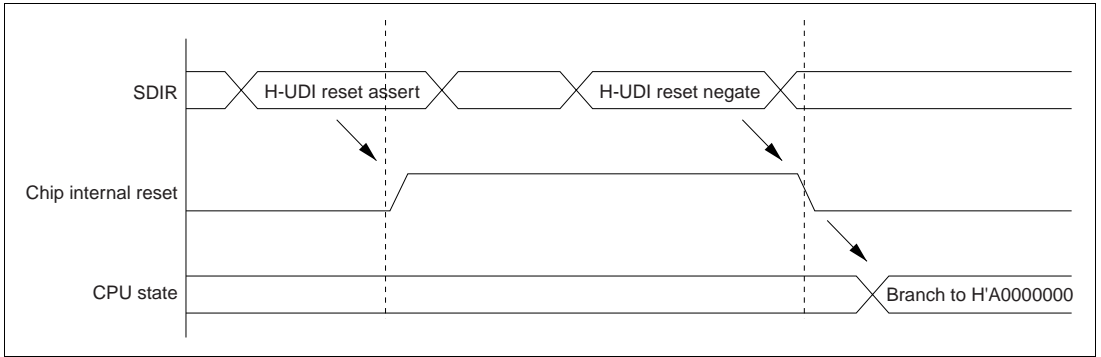 SDIR
H-UDI reset assert
H-UDI reset negate
Chip internal reset
CPU state
Branch to H'A0000000